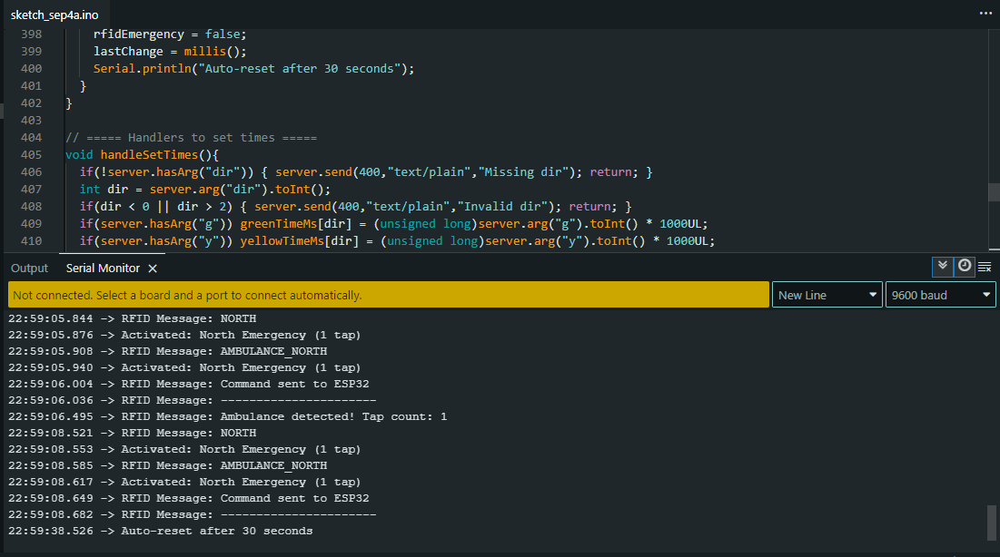 sketch_sep4a.ino
398 rfidEmergency = false;
399 lastChange = millis();
400 Serial.println("Auto-reset after 30 seconds");
401 }
402 }
403
404 // ===== Handlers to set times =====
405 void handleSetTimes(){
406 if(!server.hasArg("dir")) { server.send(400,"text/plain","Missing dir"); return; }
407 int dir = server.arg("dir").toInt();
408 if(dir < 0 || dir > 2) { server.send(400,"text/plain","Invalid dir"); return; }
409 if(server.hasArg("g")) greenTimeMs[dir] = (unsigned long)server.arg("g").toInt() * 1000UL;
410 if(server.hasArg("y")) yellowTimeMs[dir] = (unsigned long)server.arg("y").toInt() * 1000UL;
Output Serial Monitor
Not connected. Select a board and a port to connect automatically. New Line 9600 baud
22:59:05.844 -> RFID Message: NORTH
22:59:05.876 -> Activated: North Emergency (1 tap)
22:59:05.908 -> RFID Message: AMBULANCE_NORTH
22:59:05.940 -> Activated: North Emergency (1 tap)
22:59:06.004 -> RFID Message: Command sent to ESP32
22:59:06.036 -> RFID Message: ----------------------
22:59:06.495 -> RFID Message: Ambulance detected! Tap count: 1
22:59:08.521 -> RFID Message: NORTH
22:59:08.553 -> Activated: North Emergency (1 tap)
22:59:08.585 -> RFID Message: AMBULANCE_NORTH
22:59:08.617 -> Activated: North Emergency (1 tap)
22:59:08.649 -> RFID Message: Command sent to ESP32
22:59:08.682 -> RFID Message: ----------------------
22:59:38.526 -> Auto-reset after 30 seconds